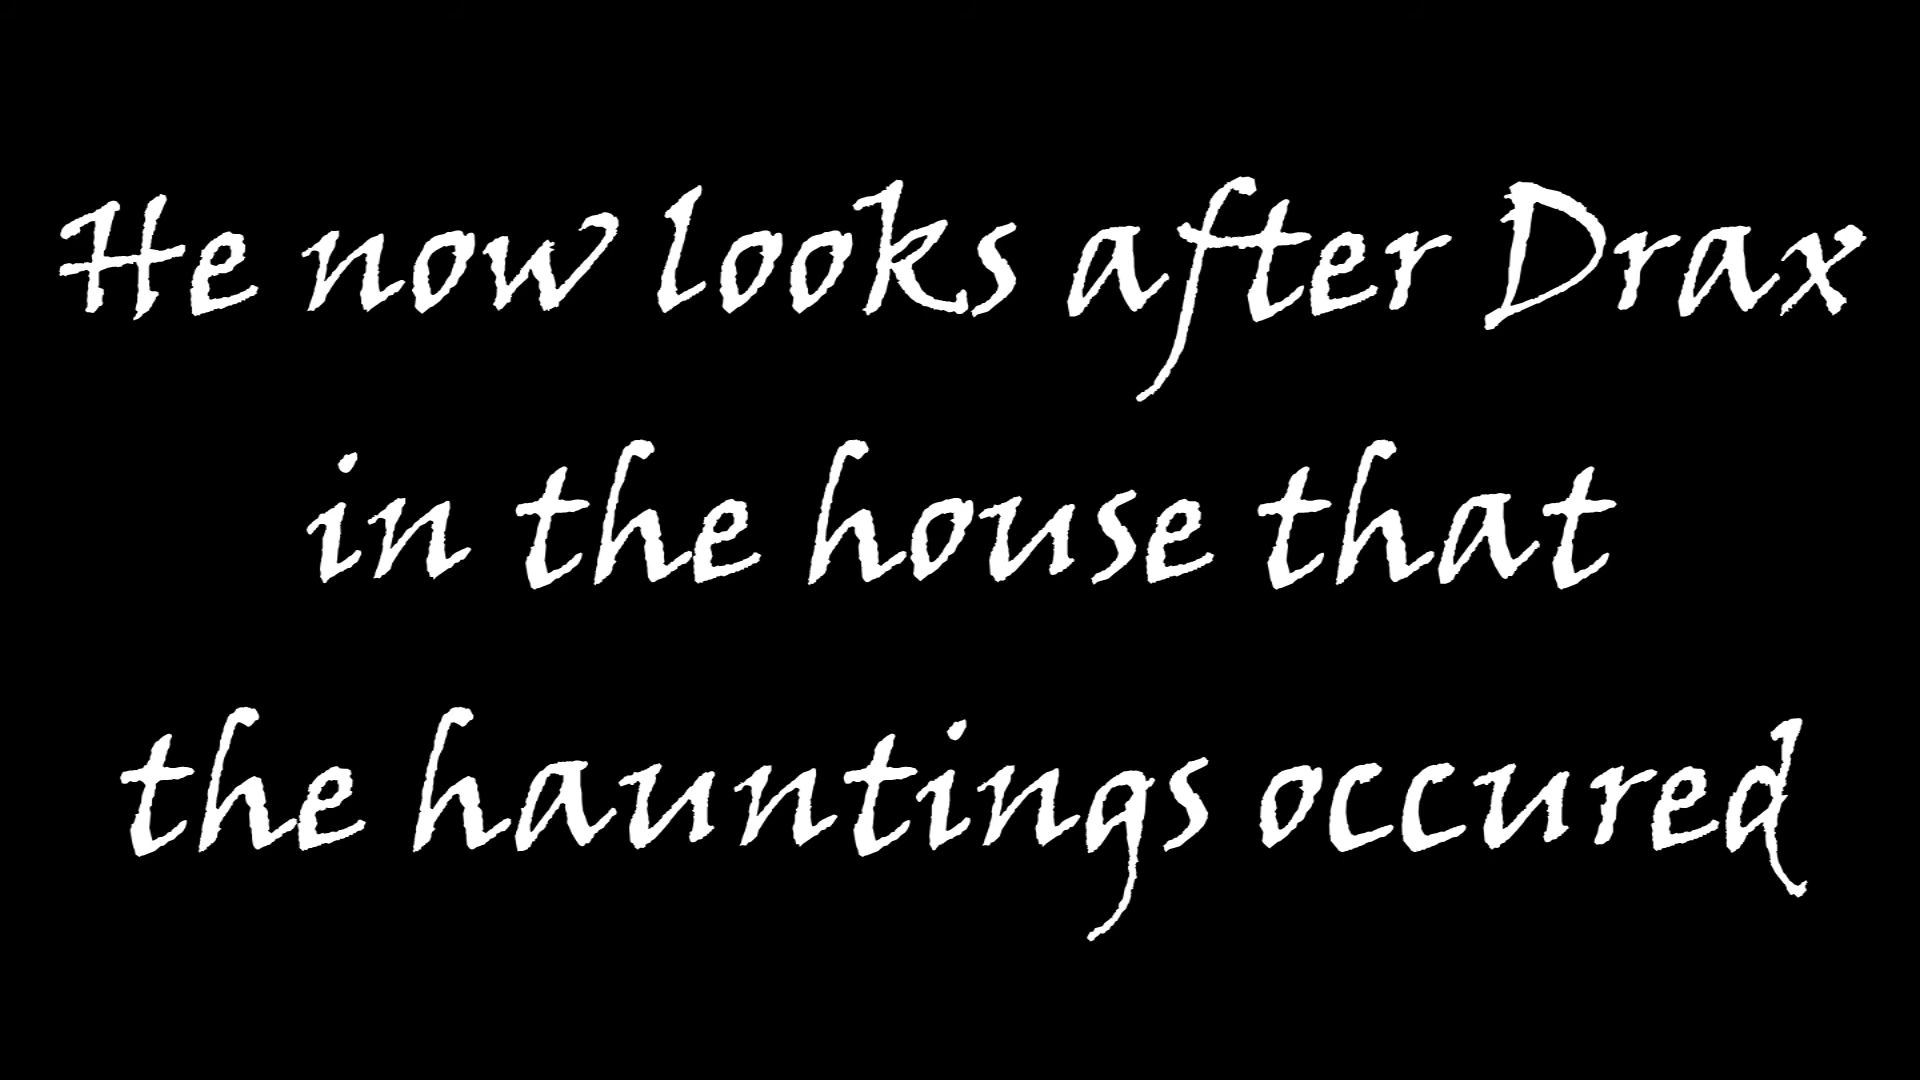 He now looks after Drax
in the house that
the hauntings occured